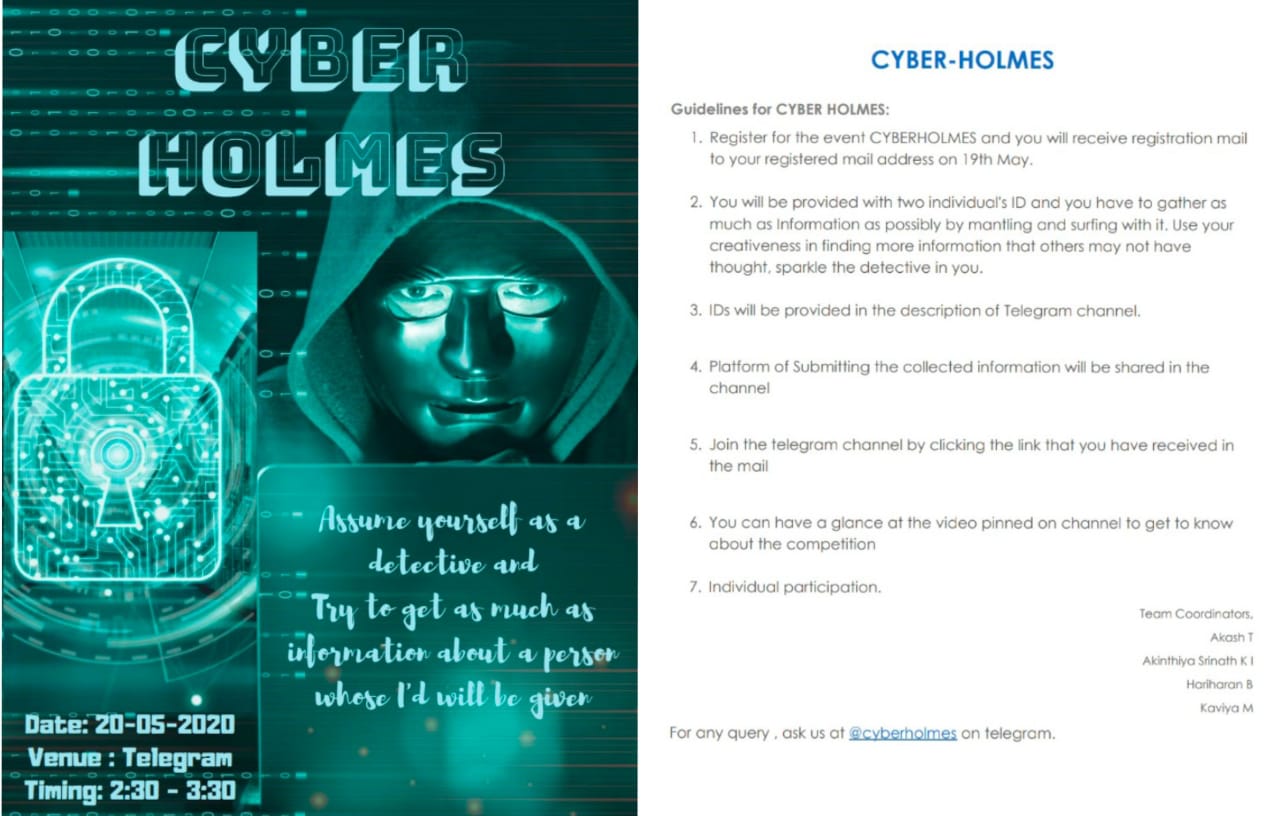 CYBER
HOLMES
Assume yourself as a
detective and
Try to get as much as
information about a person
whose I'd will be given
Date: 20-05-2020
Venue : Telegram
Timing: 2:30 - 3:30
CYBER-HOLMES
Guidelines for CYBER HOLMES:
1. Register for the event CYBERHOLMES and you will receive registration mail
to your registered mail address on 19th May.
2. You will be provided with two individual's ID and you have to gather as
much as Information as possibly by mantling and surfing with it. Use your
creativeness in finding more information that others may not have
thought, sparkle the detective in you.
3. IDs will be provided in the description of Telegram channel.
4. Platform of Submitting the collected information will be shared in the
channel
5. Join the telegram channel by clicking the link that you have received in
the mail
6. You can have a glance at the video pinned on channel to get to know
about the competition
7. Individual participation.
Team Coordinators,
Akash T
Akinthiya Srinath K I
Hariharan B
Kaviya M
For any query , ask us at @cyberholmes on telegram.